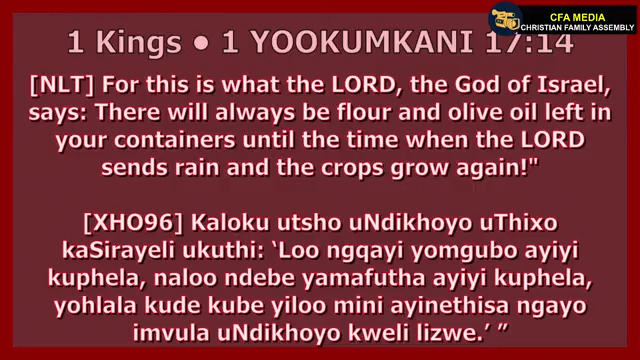 CFA MEDIA
CHRISTIAN FAMILY ASSEMBLY
1 Kings ● 1 YOOKUMKANI 17:14
[NLT] For this is what the LORD, the God of Israel,
says: There will always be flour and olive oil left in
your containers until the time when the LORD
sends rain and the crops grow again!"
[XHO96] Kaloku utsho uNdikhoyo uThixo
kaSirayeli ukuthi: ‘Loo ngqayi yomgubo ayiyi
kuphela, naloo ndebe yamafutha ayiyi kuphela,
yohlala kude kube yiloo mini ayinethisa ngayo
imvula uNdikhoyo kweli lizwe.’ ”